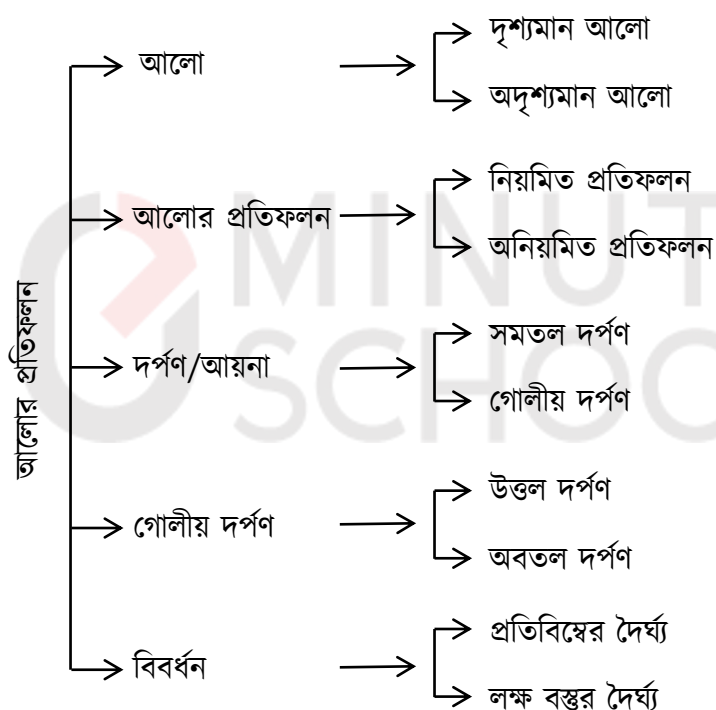 আলোর প্রতিফলন
আলো
দৃশ্যমান আলো
অদৃশ্যমান আলো
আলোর প্রতিফলন
নিয়মিত প্রতিফলন
অনিয়মিত প্রতিফলন
দর্পণ/আয়না
সমতল দর্পণ
গোলীয় দর্পণ
গোলীয় দর্পণ
উত্তল দর্পণ
অবতল দর্পণ
বিবর্ধন
প্রতিবিম্বের দৈর্ঘ্য
লক্ষ বস্তুর দৈর্ঘ্য
MINUT
SCHOO